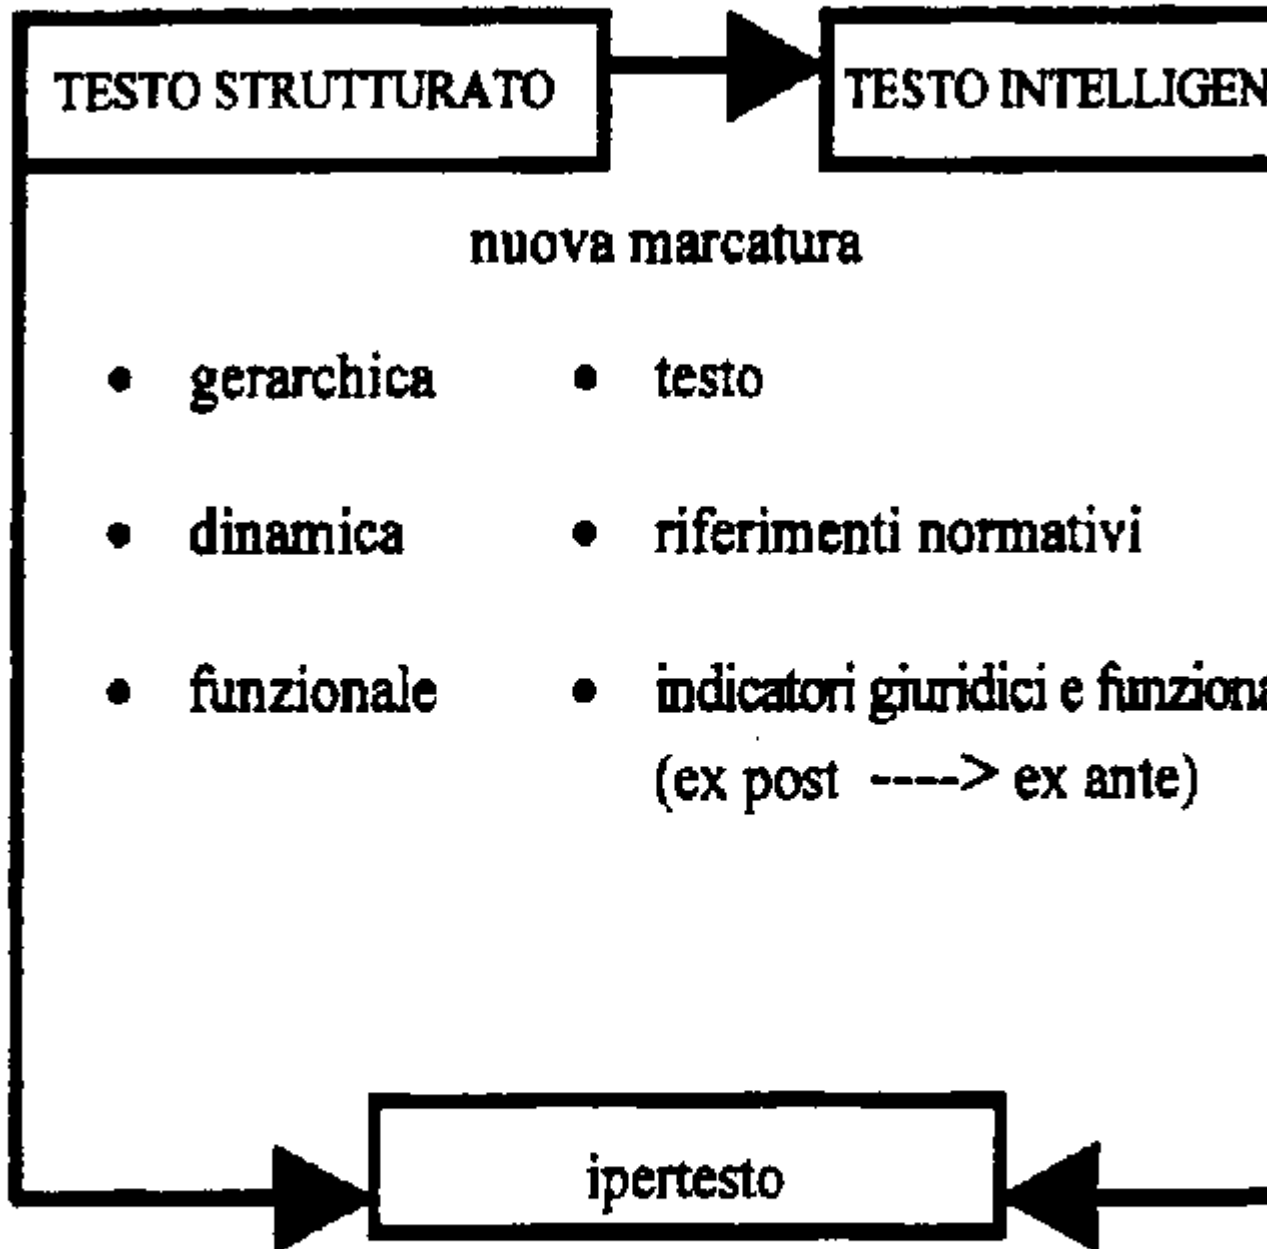 TESTO STRUTTURATO
TESTO INTELLIGEN
nuova marcatura
• gerarchica • testo
• dinamica • riferimenti normativi
• funzionale • indicatori giuridici e funziona
(ex post ----> ex ante)
ipertesto